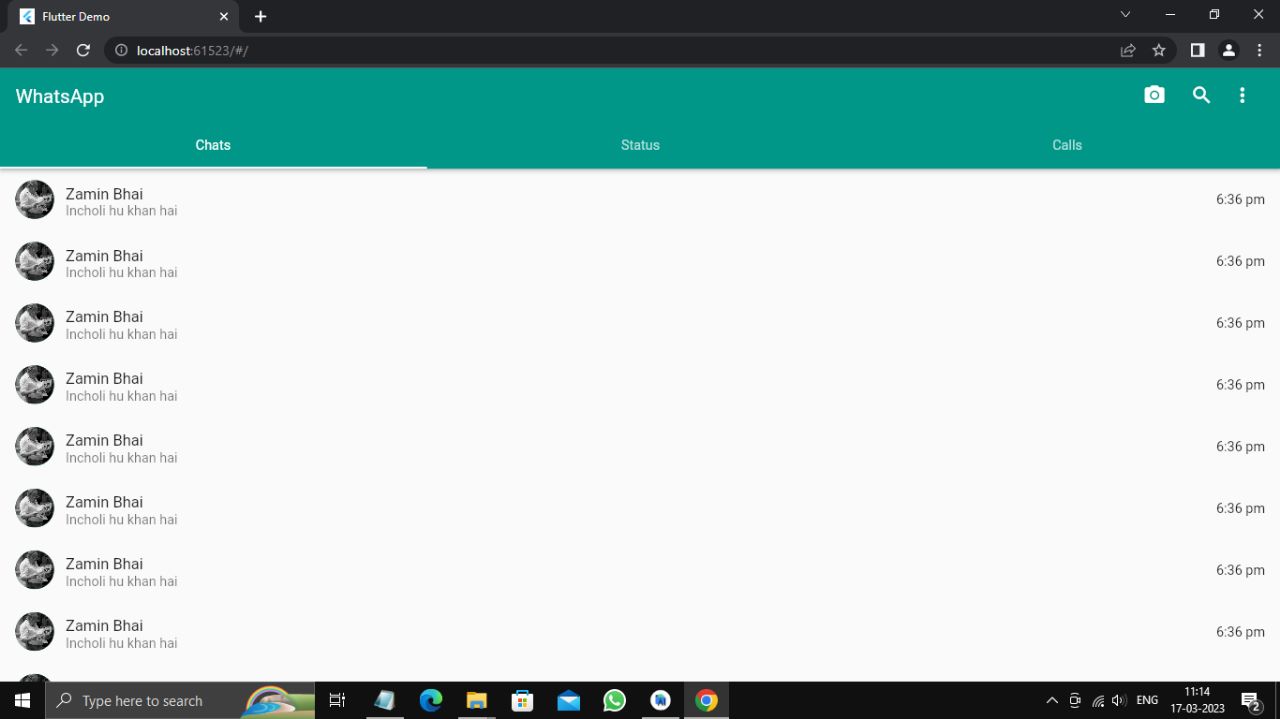 Flutter Demo
localhost:61523/#/
WhatsApp
Chats Status Calls
Zamin Bhai 6:36 pm
Incholi hu khan hai
Zamin Bhai 6:36 pm
Incholi hu khan hai
Zamin Bhai 6:36 pm
Incholi hu khan hai
Zamin Bhai 6:36 pm
Incholi hu khan hai
Zamin Bhai 6:36 pm
Incholi hu khan hai
Zamin Bhai 6:36 pm
Incholi hu khan hai
Zamin Bhai 6:36 pm
Incholi hu khan hai
Zamin Bhai 6:36 pm
Incholi hu khan hai
Type here to search
ENG
11:14
17-03-2023
2